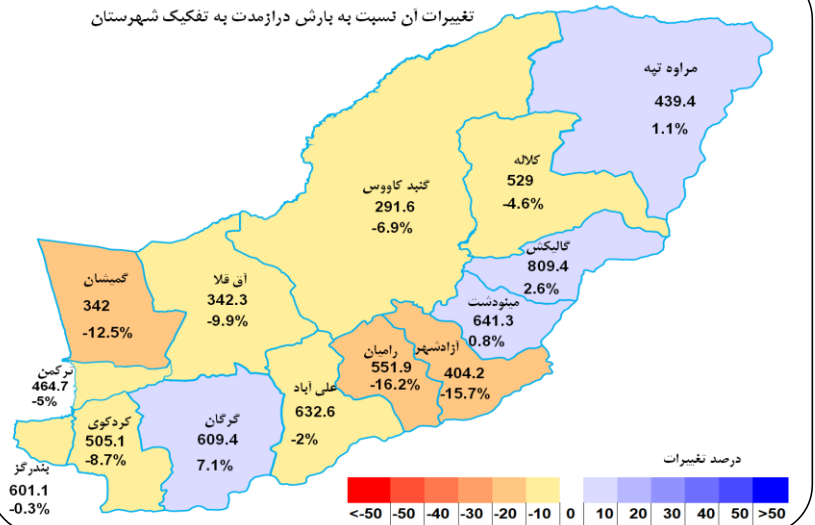 تغییرات آن نسبت به بارش درازمدت به تفکیک شهرستان
مراوه تپه
439.4
1.1%
کلاله
529
-4.6%
گنبد کاووس
291.6
-6.9%
گالیکش
809.4
2.6%
مینودشت
641.3
0.8%
گمیشان
342
-12.5%
آق قلا
342.3
-9.9%
آزادشهر
404.2
-15.7%
رامیان
551.9
-16.2%
علی آباد
632.6
-2%
ترکمن
464.7
-5%
کردکوی
505.1
-8.7%
گرگان
609.4
7.1%
بندرگز
601.1
-0.3%
درصد تغییرات
<-50 -50 -40 -30 -20 -10 0 10 20 30 40 50 >50